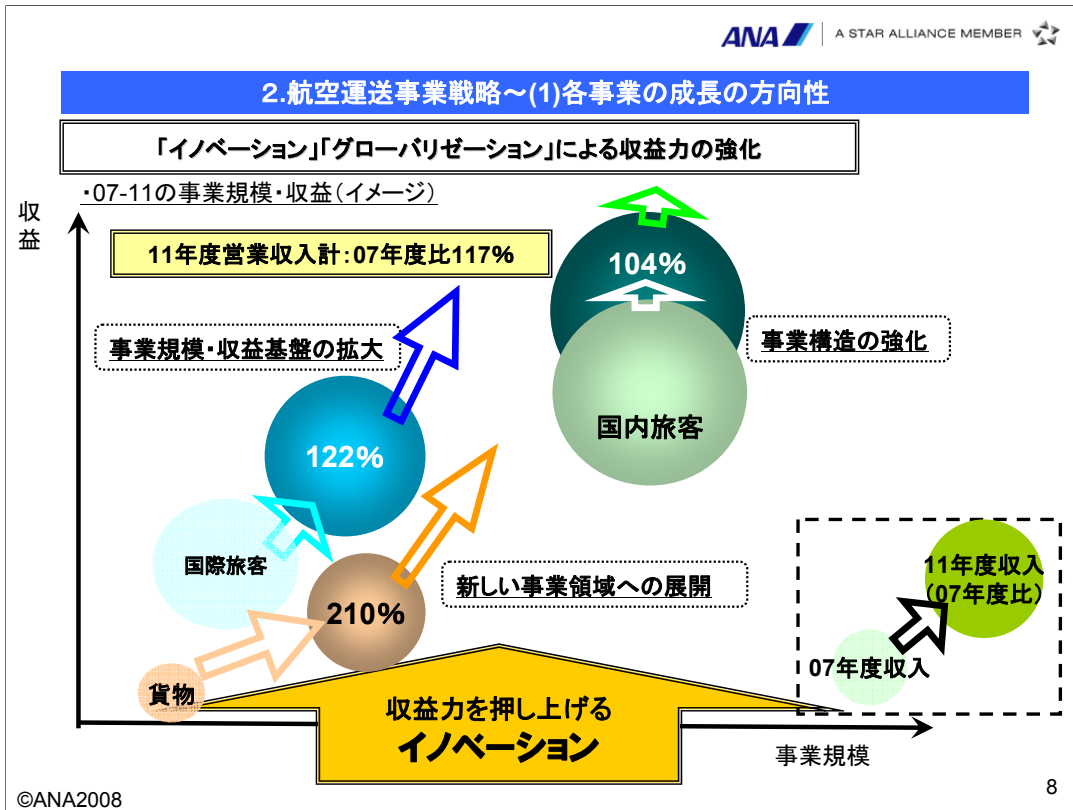 ANA A STAR ALLIANCE MEMBER
2.航空運送事業戦略～(1)各事業の成長の方向性
「イノベーション」「グローバリゼーション」による収益力の強化
・07-11の事業規模・収益(イメージ)
収益
11年度営業収入計:07年度比117%
104%
事業規模・収益基盤の拡大
事業構造の強化
国内旅客
122%
国際旅客
新しい事業領域への展開
210%
11年度収入
(07年度比)
07年度収入
貨物
収益力を押し上げる
イノベーション
事業規模
©ANA2008
8